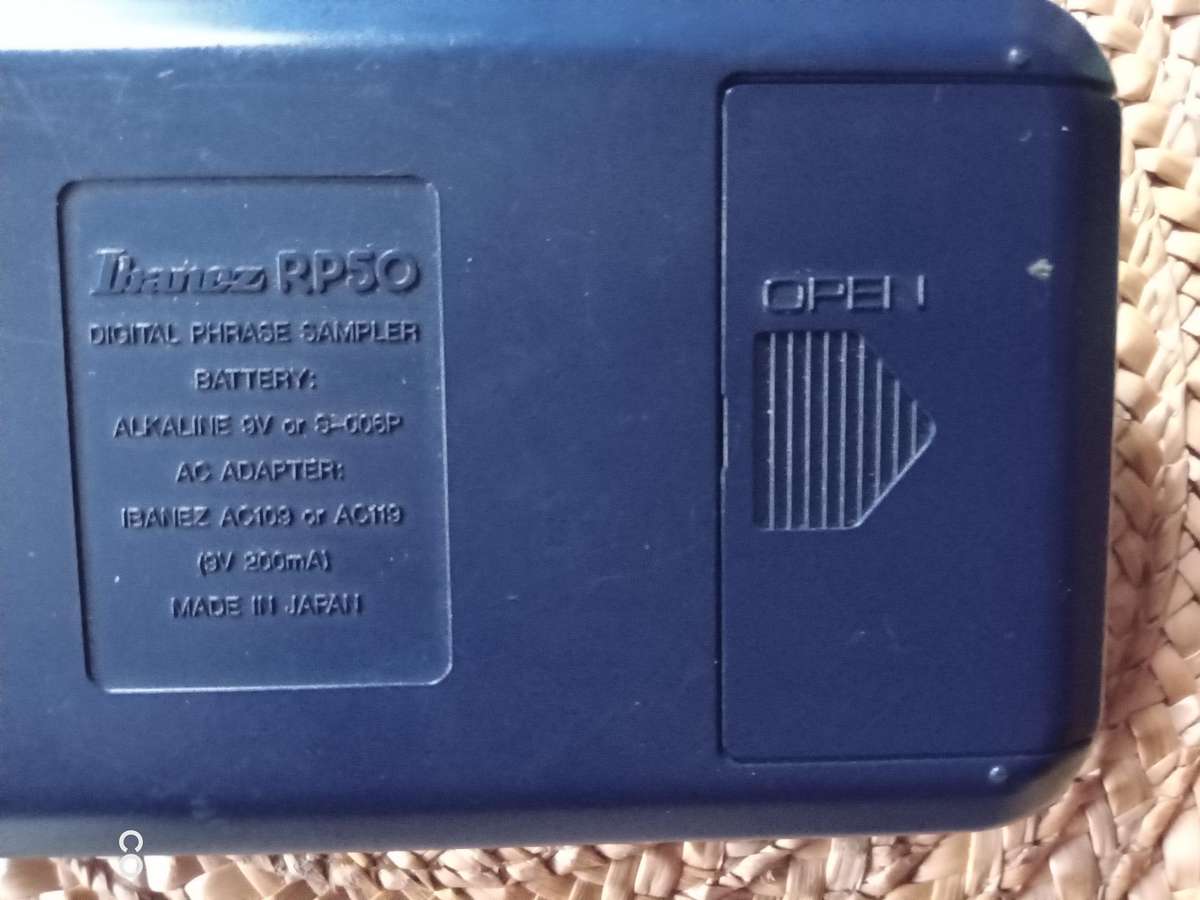 Ibanez RP50
DIGITAL PHRASE SAMPLER
BATTERY:
ALKALINE 9V or S-006P
AC ADAPTER:
IBANEZ AC109 or AC119
(9V 200mA)
MADE IN JAPAN
OPEN